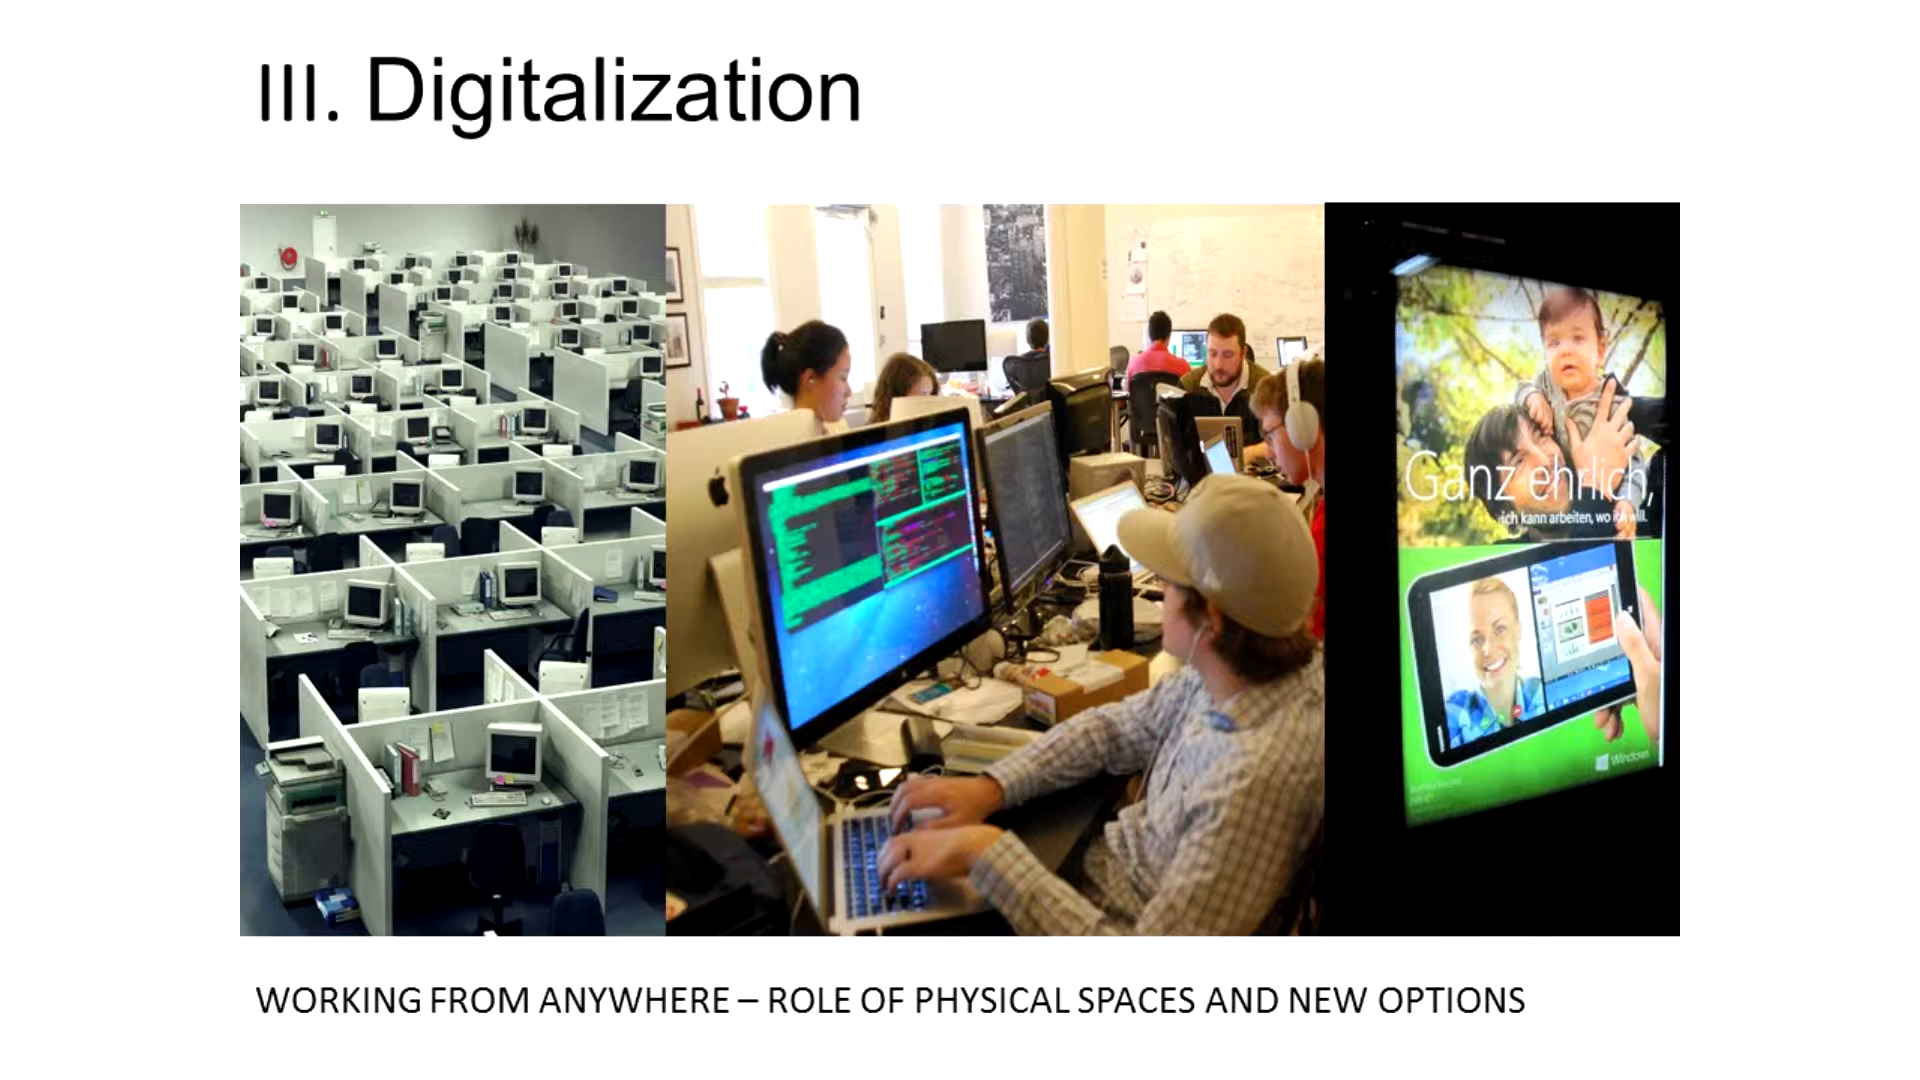 III. Digitalization
Ganz ehrlich,
ich kann arbeiten, wo ich will.
Windows
WORKING FROM ANYWHERE – ROLE OF PHYSICAL SPACES AND NEW OPTIONS